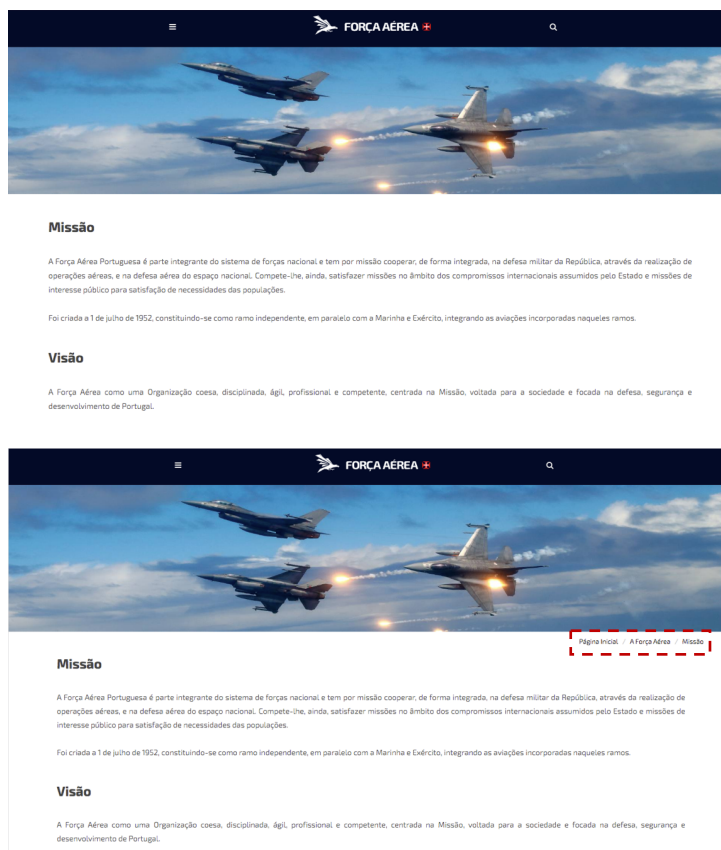 FORÇA AÉREA
Missão
A Força Aérea Portuguesa é parte integrante do sistema de forças nacional e tem por missão cooperar, de forma integrada, na defesa militar da República, através da realização de
operações aéreas, e na defesa aérea do espaço nacional. Compete-lhe, ainda, satisfazer missões no âmbito dos compromissos internacionais assumidos pelo Estado e missões de
interesse público para satisfação de necessidades das populações.
Foi criada a 1 de julho de 1952, constituindo-se como ramo independente, em paralelo com a Marinha e Exército, integrando as aviações incorporadas naqueles ramos.
Visão
A Força Aérea como uma Organização coesa, disciplinada, ágil, profissional e competente, centrada na Missão, voltada para a sociedade e focada na defesa, segurança e
desenvolvimento de Portugal.
FORÇA AÉREA
Página Inicial / A Força Aérea / Missão
Missão
A Força Aérea Portuguesa é parte integrante do sistema de forças nacional e tem por missão cooperar, de forma integrada, na defesa militar da República, através da realização de
operações aéreas, e na defesa aérea do espaço nacional. Compete-lhe, ainda, satisfazer missões no âmbito dos compromissos internacionais assumidos pelo Estado e missões de
interesse público para satisfação de necessidades das populações.
Foi criada a 1 de julho de 1952, constituindo-se como ramo independente, em paralelo com a Marinha e Exército, integrando as aviações incorporadas naqueles ramos.
Visão
A Força Aérea como uma Organização coesa, disciplinada, ágil, profissional e competente, centrada na Missão, voltada para a sociedade e focada na defesa, segurança e
desenvolvimento de Portugal.